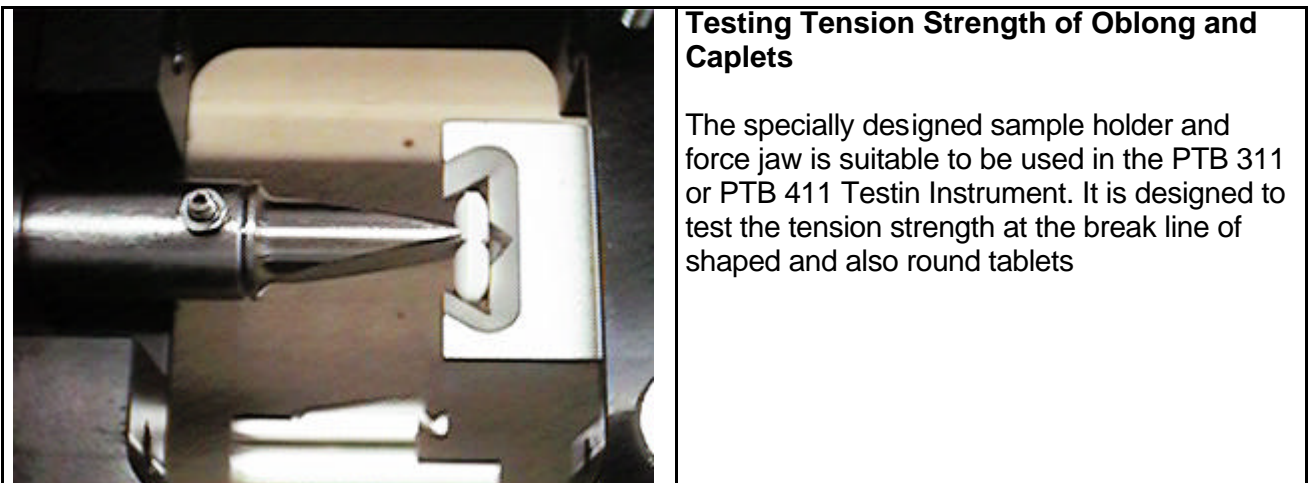 Testing Tension Strength of Oblong and
Caplets
The specially designed sample holder and
force jaw is suitable to be used in the PTB 311
or PTB 411 Testin Instrument. It is designed to
test the tension strength at the break line of
shaped and also round tablets